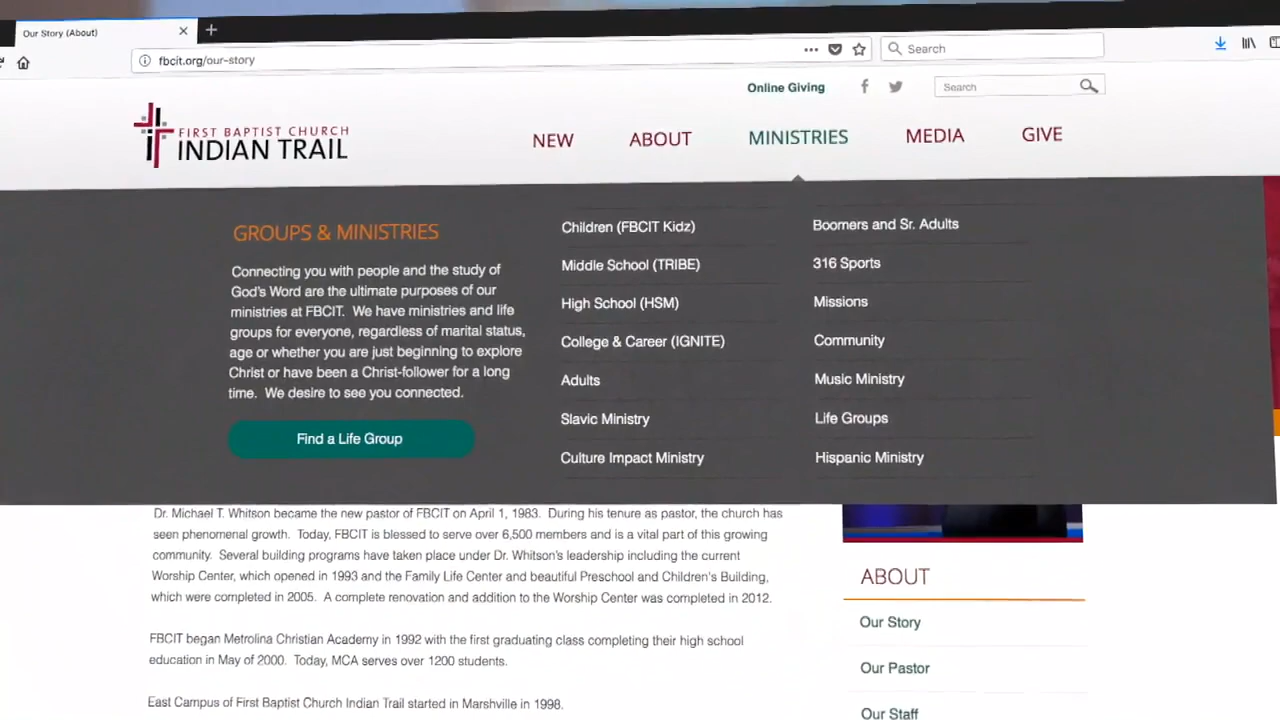 Our Story (About)
fbcit.org/our-story
Search
Online Giving
Search
FIRST BAPTIST CHURCH
INDIAN TRAIL
NEW
ABOUT
MINISTRIES
MEDIA
GIVE
GROUPS & MINISTRIES
Connecting you with people and the study of
God's Word are the ultimate purposes of our
ministries at FBCIT. We have ministries and life
groups for everyone, regardless of marital status,
age or whether you are just beginning to explore
Christ or have been a Christ-follower for a long
time. We desire to see you connected.
Find a Life Group
Children (FBCIT Kidz)
Middle School (TRIBE)
High School (HSM)
College & Career (IGNITE)
Adults
Slavic Ministry
Culture Impact Ministry
Boomers and Sr. Adults
316 Sports
Missions
Community
Music Ministry
Life Groups
Hispanic Ministry
Dr. Michael T. Whitson became the new pastor of FBCIT on April 1, 1983. During his tenure as pastor, the church has
seen phenomenal growth. Today, FBCIT is blessed to serve over 6,500 members and is a vital part of this growing
community. Several building programs have taken place under Dr. Whitson's leadership including the current
Worship Center, which opened in 1993 and the Family Life Center and beautiful Preschool and Children's Building,
which were completed in 2005. A complete renovation and addition to the Worship Center was completed in 2012.
FBCIT began Metrolina Christian Academy in 1992 with the first graduating class completing their high school
education in May of 2000. Today, MCA serves over 1200 students.
East Campus of First Baptist Church Indian Trail started in Marshville in 1998.
ABOUT
Our Story
Our Pastor
Our Staff